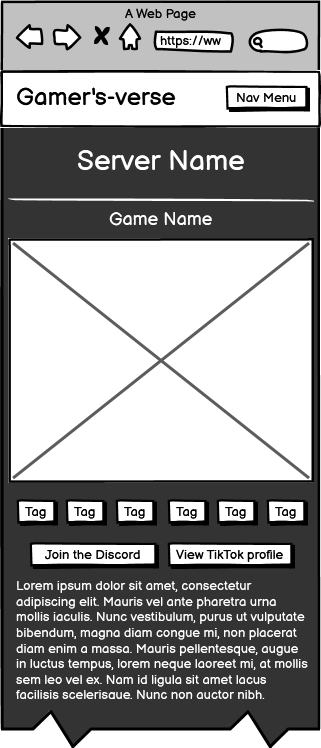 A Web Page
https://ww
Gamer's-verse
Nav Menu
Server Name
Game Name
Tag Tag Tag Tag Tag Tag
Join the Discord View TikTok profile
Lorem ipsum dolor sit amet, consectetur
adipiscing elit. Mauris vel ante pharetra urna
mollis iaculis. Nunc vestibulum, purus ut vulputate
bibendum, magna diam congue mi, non placerat
diam enim a massa. Mauris pellentesque, augue
in luctus tempus, lorem neque laoreet mi, at mollis
sem leo vel ex. Nam id ligula sit amet lacus
facilisis scelerisque. Nunc non auctor nibh.